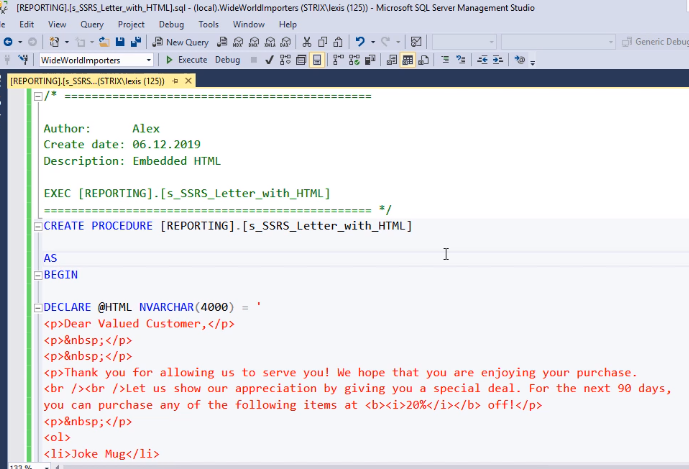 [REPORTING].[s_SSRS_Letter_with_HTML].sql - (local).WideWorldImporters (STRIX\lexis (125)) - Microsoft SQL Server Management Studio
Edit View Query Project Debug Tools Window Help
New Query Generic Debug
WideWorldImporters Execute Debug
[REPORTING].[s_SSRS...(STRIX\lexis (125))
/* =============================================
Author: Alex
Create date: 06.12.2019
Description: Embedded HTML
EXEC [REPORTING].[s_SSRS_Letter_with_HTML]
================================================ */
CREATE PROCEDURE [REPORTING].[s_SSRS_Letter_with_HTML]
AS
BEGIN
DECLARE @HTML NVARCHAR(4000) = '
<p>Dear Valued Customer,</p>
<p>&nbsp;</p>
<p>&nbsp;</p>
<p>Thank you for allowing us to serve you! We hope that you are enjoying your purchase.
<br /><br />Let us show our appreciation by giving you a special deal. For the next 90 days,
you can purchase any of the following items at <b><i>20%</i></b> off!</p>
<p>&nbsp;</p>
<ol>
<li>Joke Mug</li>
133 %